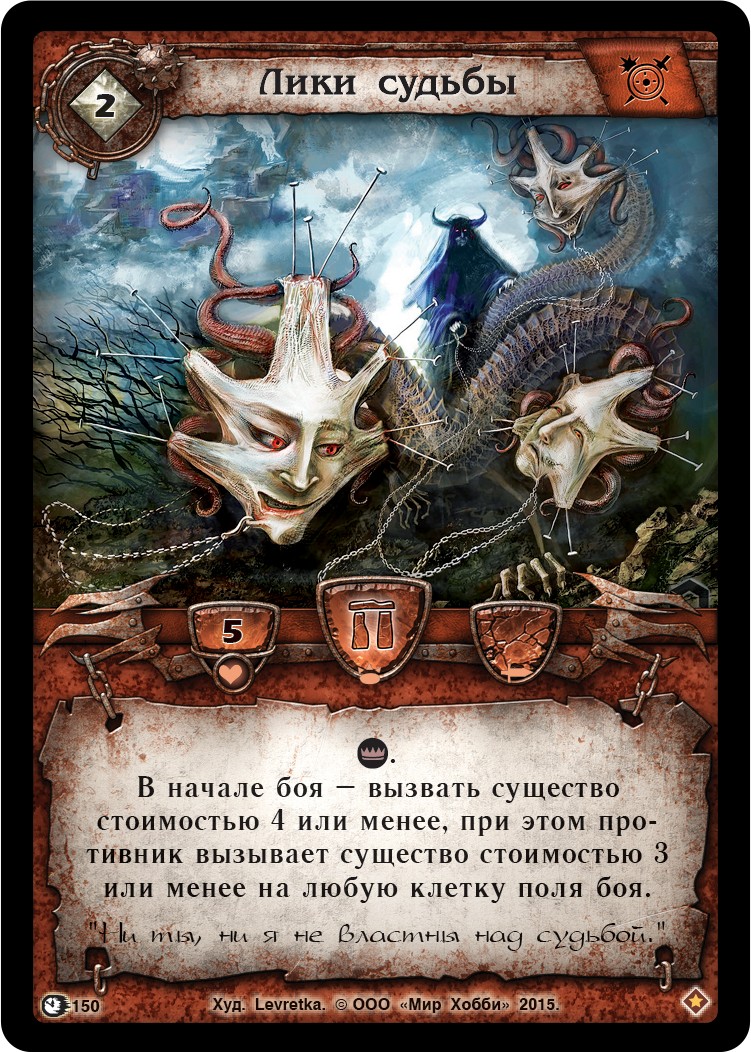 2
Лики судьбы
5
.
В начале боя – вызвать существо
стоимостью 4 или менее, при этом про-
тивник вызывает существо стоимостью 3
или менее на любую клетку поля боя.
"Ни ты, ни я не властны над судьбой."
150
Худ. Levretka. © ООО «Мир Хобби» 2015.